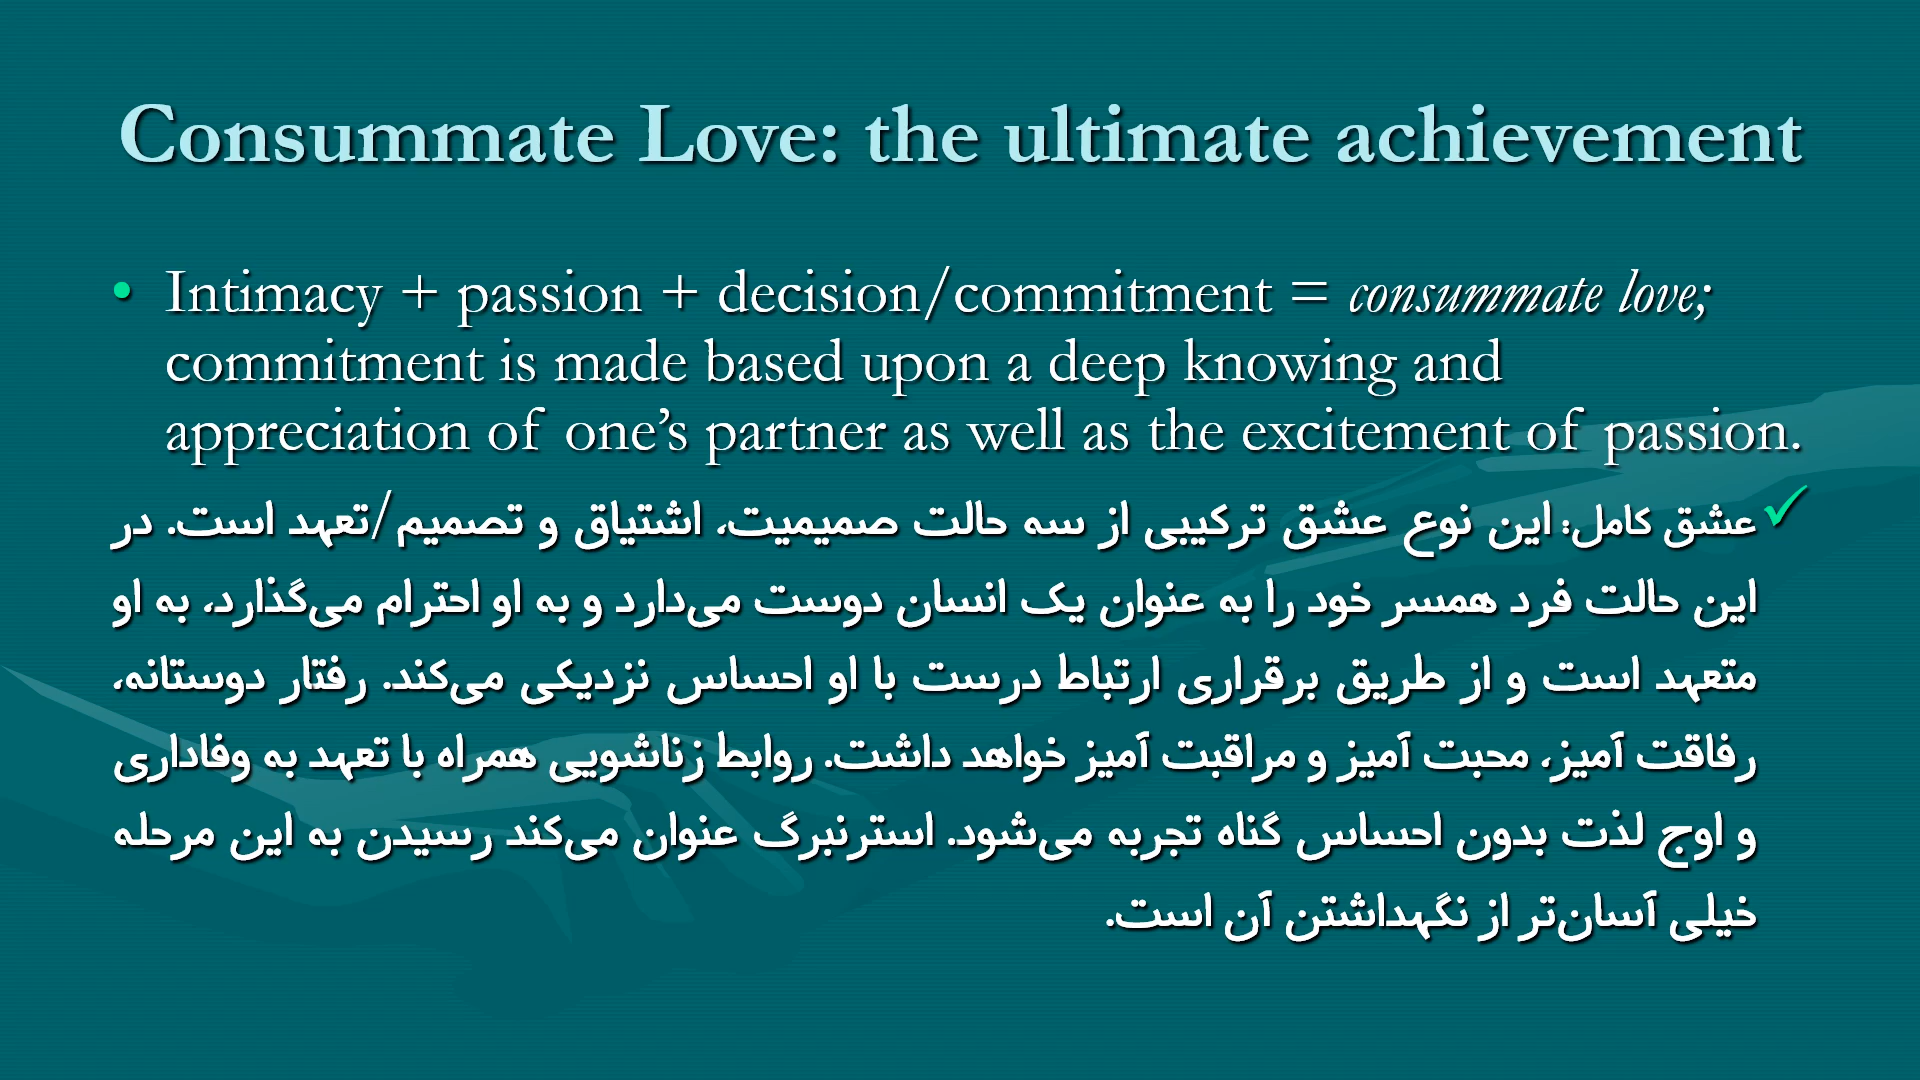 Consummate Love: the ultimate achievement
• Intimacy + passion + decision/commitment = consummate love;
commitment is made based upon a deep knowing and
appreciation of one’s partner as well as the excitement of passion.
✓ عشق کامل: این نوع عشق ترکیبی از سه حالت صمیمیت، اشتیاق و تصمیم/تعهد است. در
این حالت فرد همسر خود را به عنوان یک انسان دوست می‌دارد و به او احترام می‌گذارد، به او
متعهد است و از طریق برقراری ارتباط درست با او احساس نزدیکی می‌کند. رفتار دوستانه،
رفاقت آمیز، محبت آمیز و مراقبت آمیز خواهد داشت. روابط زناشویی همراه با تعهد به وفاداری
و اوج لذت بدون احساس گناه تجربه می‌شود. استرنبرگ عنوان می‌کند رسیدن به این مرحله
خیلی آسان‌تر از نگهداشتن آن است.